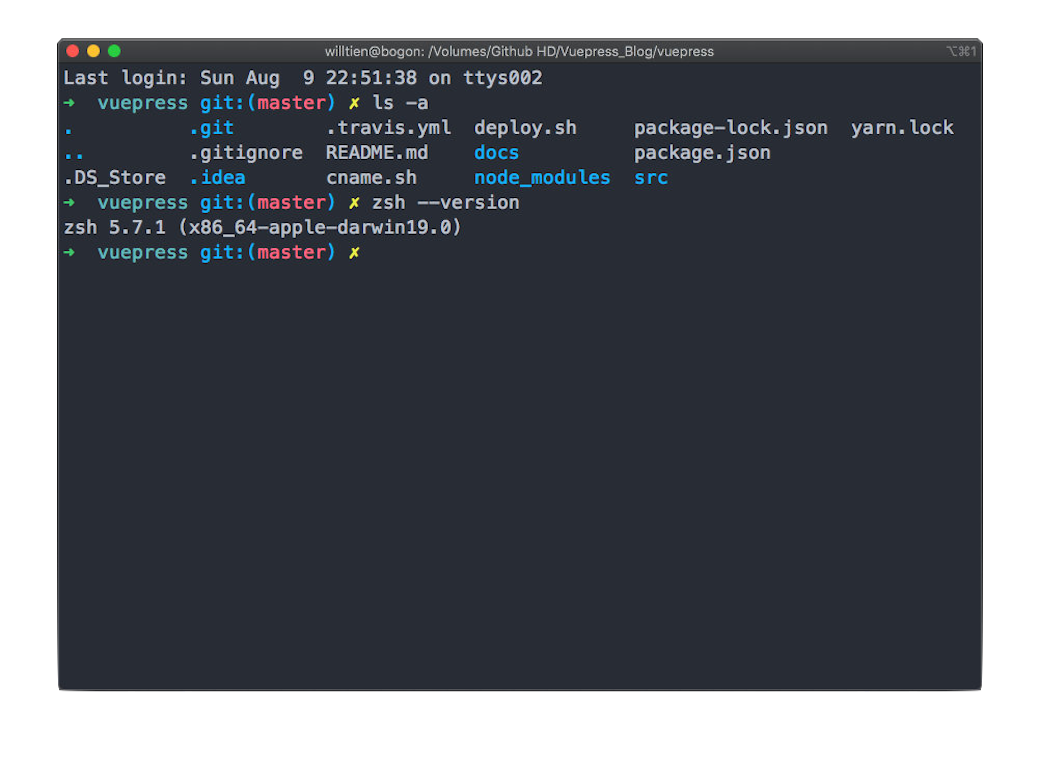 willtien@bogon: /Volumes/Github HD/Vuepress_Blog/vuepress ⌥⌘1
Last login: Sun Aug  9 22:51:38 on ttys002
➜  vuepress git:(master) ✗ ls -a
.          .git        .travis.yml  deploy.sh     package-lock.json  yarn.lock
..         .gitignore  README.md    docs          package.json
.DS_Store  .idea       cname.sh     node_modules  src
➜  vuepress git:(master) ✗ zsh --version
zsh 5.7.1 (x86_64-apple-darwin19.0)
➜  vuepress git:(master) ✗